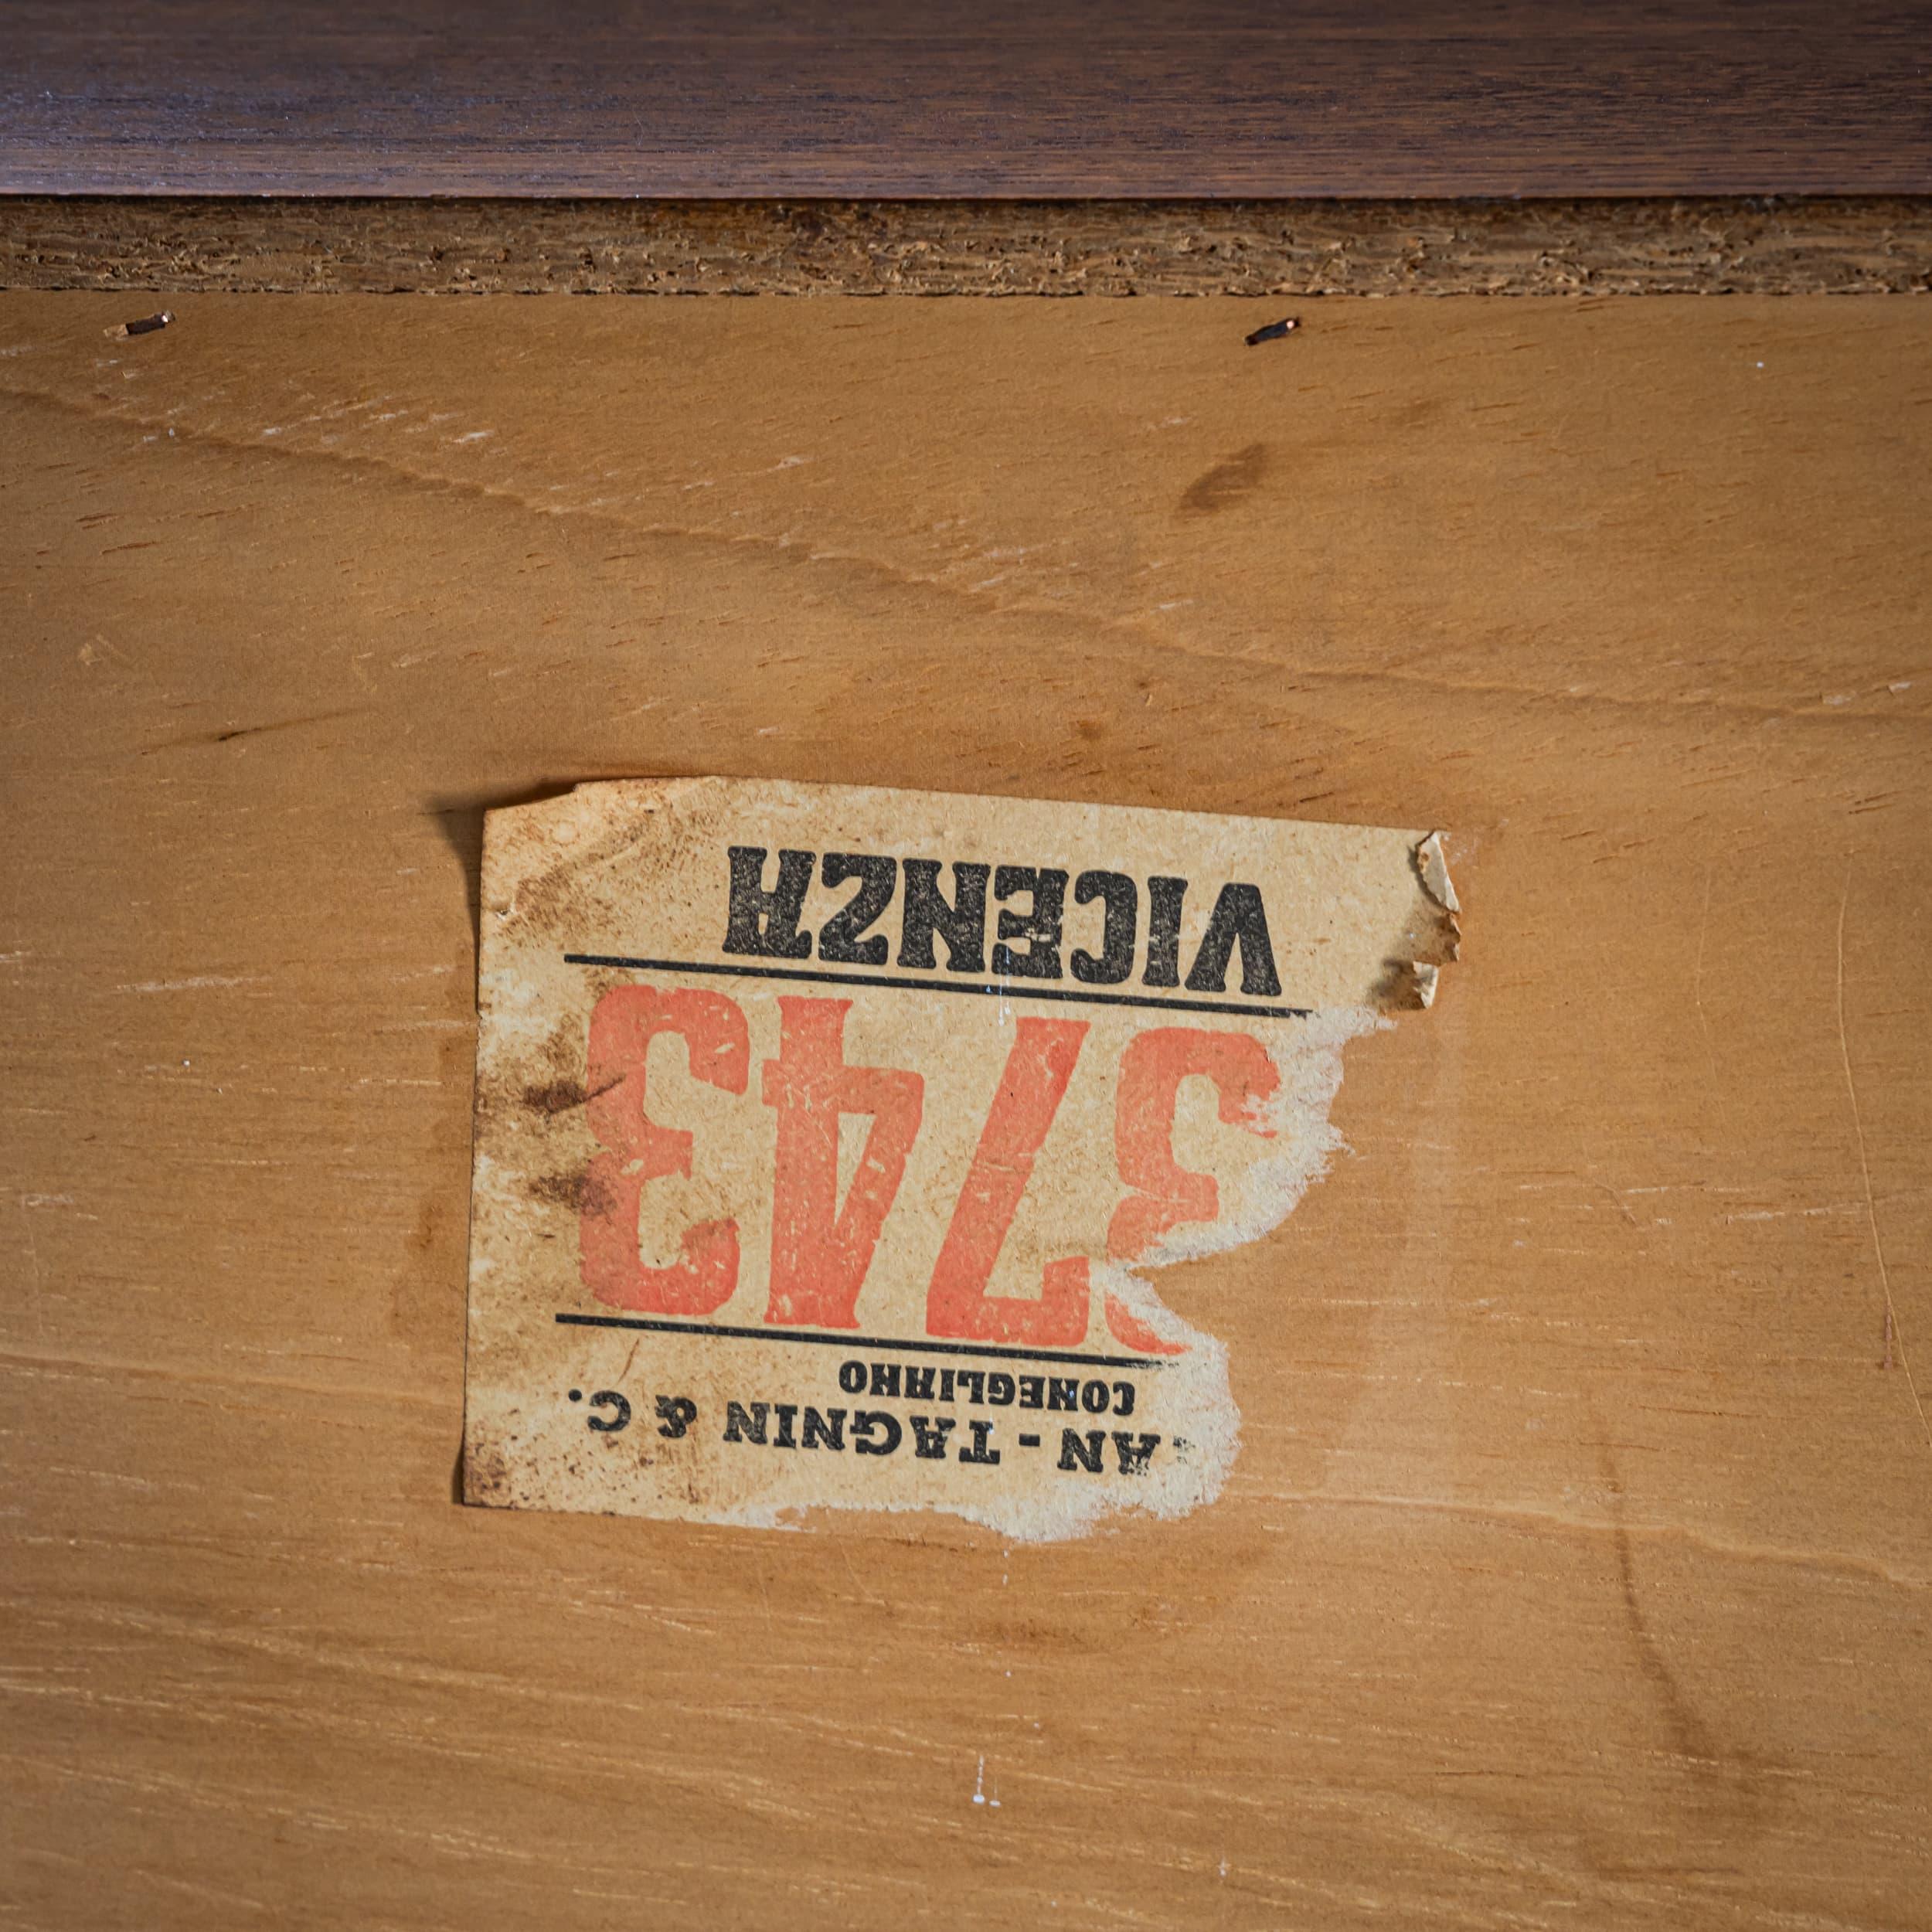 AN - TAGNIN & C.
CONEGLIANO
3743
VICENZA